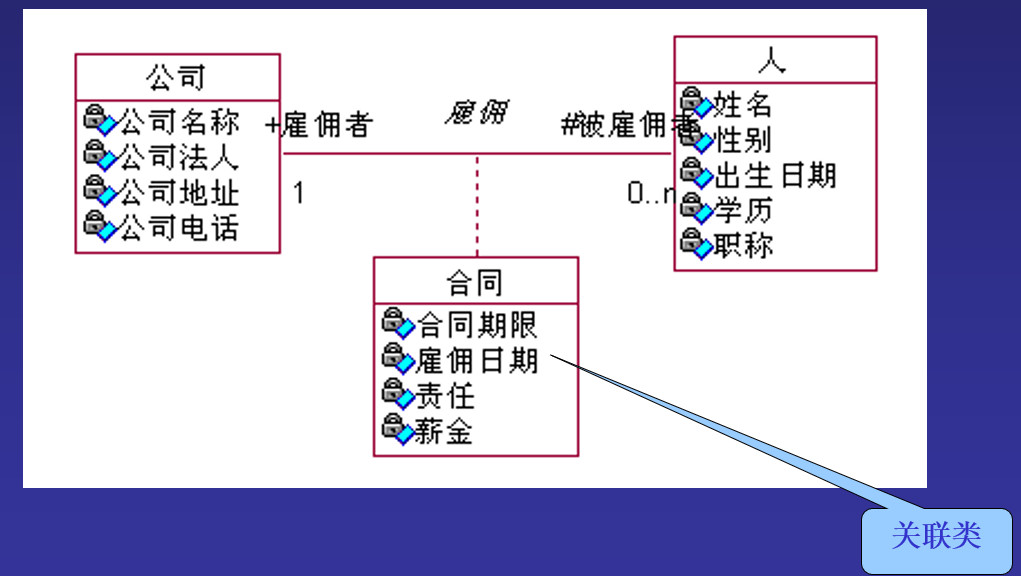 公司
公司名称
公司法人
公司地址
公司电话
+雇佣者
雇佣
#被雇佣者
1
0..n
人
姓名
性别
出生日期
学历
职称
合同
合同期限
雇佣日期
责任
薪金
关联类